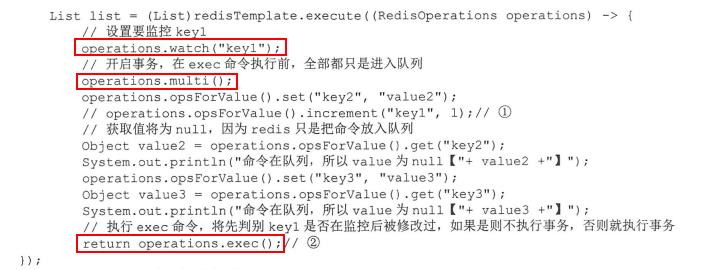 List list = (List)redisTemplate.execute((RedisOperations operations) -> {
// 设置要监控 key1
operations.watch("key1");
// 开启事务，在 exec 命令执行前，全部都只是进入队列
operations.multi();
operations.opsForValue().set("key2", "value2");
// operations.opsForValue().increment("key1", 1);// ①
// 获取值将为 null，因为 redis 只是把命令放入队列
Object value2 = operations.opsForValue().get("key2");
System.out.println("命令在队列，所以 value 为 null【"+ value2 +"】");
operations.opsForValue().set("key3", "value3");
Object value3 = operations.opsForValue().get("key3");
System.out.println("命令在队列，所以 value 为 null【"+ value3 +"】");
// 执行 exec 命令，将先判别 key1 是否在监控后被修改过，如果是则不执行事务，否则就执行事务
return operations.exec();// ②
});